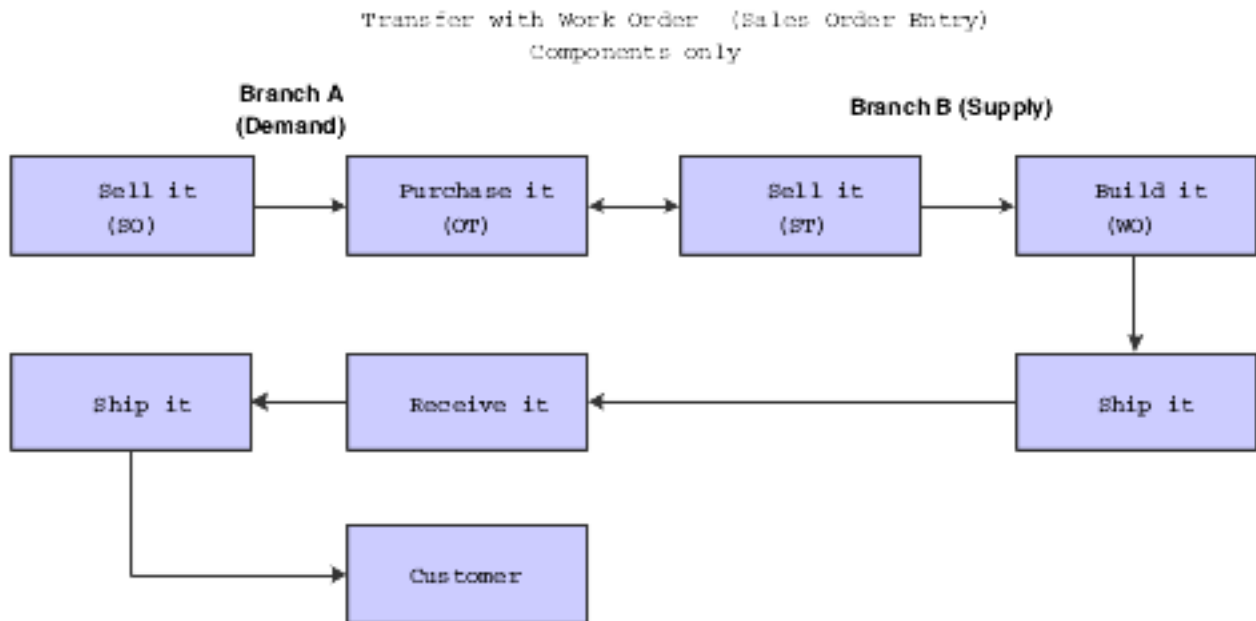 Transfer with Work Order (Sales Order Entry)
Components only
Branch A
(Demand)
Branch B (Supply)
Sell it
(SO)
Purchase it
(OT)
Sell it
(ST)
Build it
(WO)
Ship it
Receive it
Ship it
Customer